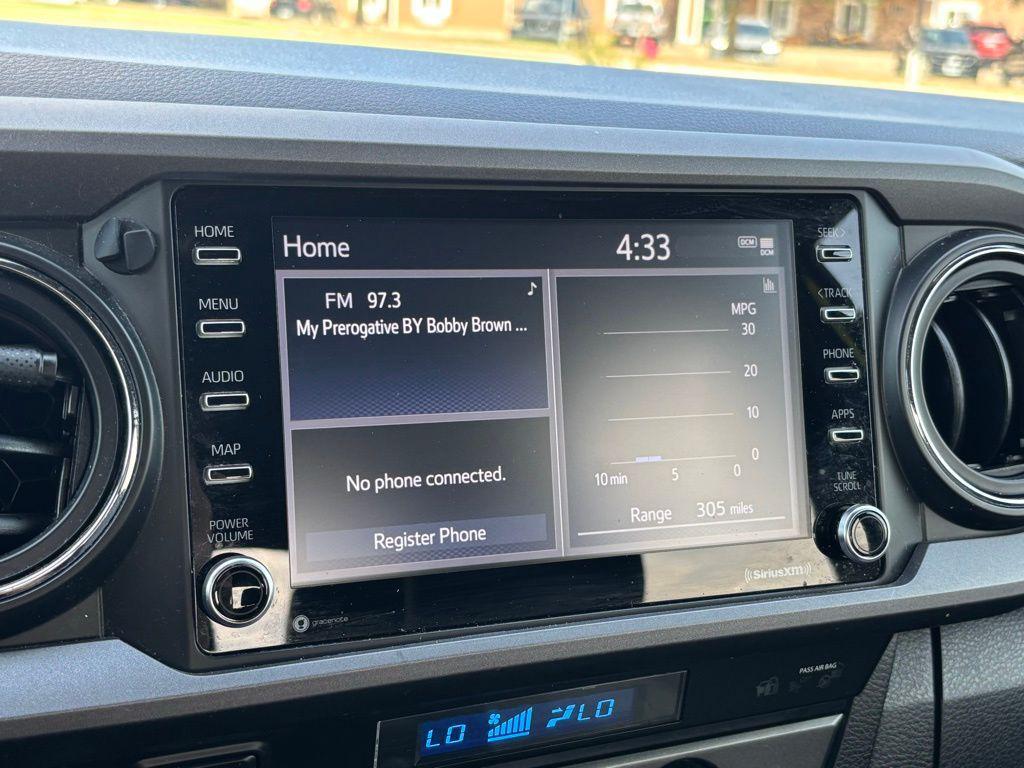 HOME
MENU
AUDIO
MAP
POWER
VOLUME
Home
4:33
DCM
DCM
FM 97.3
My Prerogative BY Bobby Brown ...
No phone connected.
Register Phone
MPG
30
20
10
0
10 min 5 0
Range 305 miles
SEEK>
<TRACK
PHONE
APPS
TUNE
SCROLL
gracenote
((SiriusXM))
PASS AIR BAG
LO LO